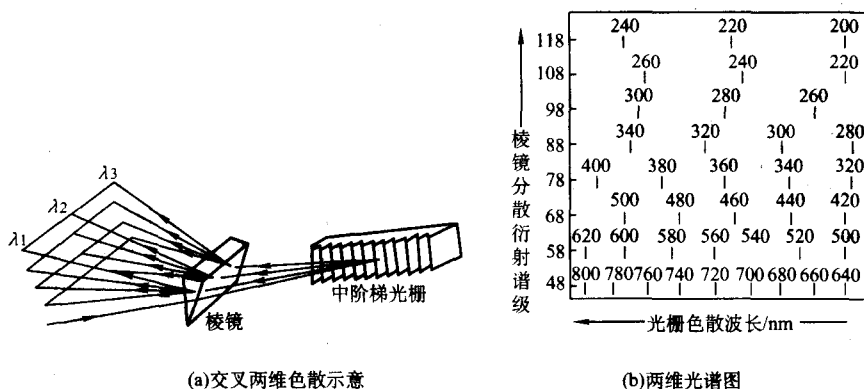 λ3
λ2
λ1
棱镜
中阶梯光栅
(a)交叉两维色散示意
棱镜分散衍射谱级
118 240 220 200
108 260 240 220
98 300 280 260
88 340 320 300 280
78 400 380 360 340 320
68 500 480 460 440 420
58 620 600 580 560 540 520 500
48 800 780 760 740 720 700 680 660 640
光栅色散波长/nm
(b)两维光谱图